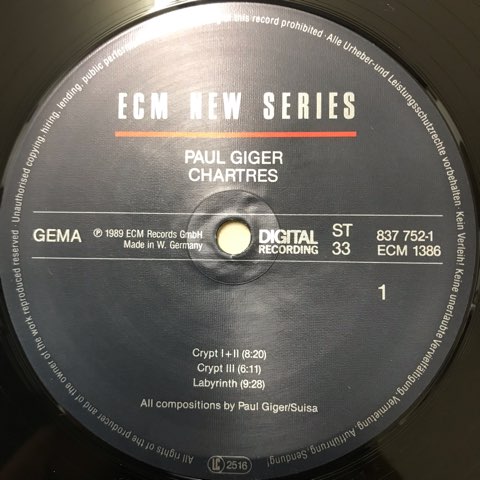 ECM NEW SERIES
PAUL GIGER
CHARTRES
GEMA
℗ 1989 ECM Records GmbH
Made in W. Germany
DIGITAL
RECORDING
ST
33
837 752-1
ECM 1386
1
Crypt I+II (8:20)
Crypt III (6:11)
Labyrinth (9:28)
All compositions by Paul Giger/Suisa
All rights of the producer and of the owner of the work reproduced reserved · Unauthorised copying, hiring, lending, public of this record prohibited · Alle Urheber-und Leistungsschutzrechte vorbehalten · Kein Verleih! Keine unerlaubte Vervielfältigung, Vermietung, Aufführung, Sendung!
LC 2516